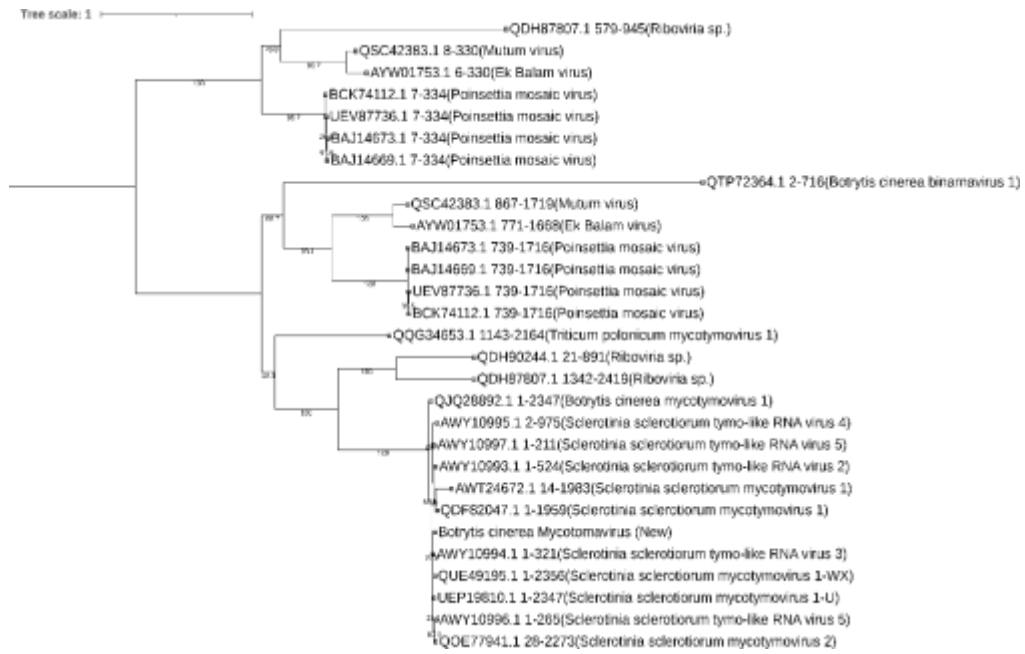 Tree scale: 1
QDH87807.1 579-945(Riboviria sp.)
QSC42383.1 8-330(Mutum virus)
AYW01753.1 6-330(Ek Balam virus)
BCK74112.1 7-334(Poinsettia mosaic virus)
UEV87736.1 7-334(Poinsettia mosaic virus)
BAJ14673.1 7-334(Poinsettia mosaic virus)
BAJ14669.1 7-334(Poinsettia mosaic virus)
QTP72364.1 2-716(Botrytis cinerea binarnavirus 1)
QSC42383.1 867-1719(Mutum virus)
AYW01753.1 771-1668(Ek Balam virus)
BAJ14673.1 739-1716(Poinsettia mosaic virus)
BAJ14669.1 739-1716(Poinsettia mosaic virus)
UEV87736.1 739-1716(Poinsettia mosaic virus)
BCK74112.1 739-1716(Poinsettia mosaic virus)
QQG34653.1 1143-2164(Triticum polonicum mycotymovirus 1)
QDH90244.1 21-891(Riboviria sp.)
QDH87807.1 1342-2419(Riboviria sp.)
QJQ28892.1 1-2347(Botrytis cinerea mycotymovirus 1)
AWY10995.1 2-975(Sclerotinia sclerotiorum tymo-like RNA virus 4)
AWY10997.1 1-211(Sclerotinia sclerotiorum tymo-like RNA virus 5)
AWY10993.1 1-524(Sclerotinia sclerotiorum tymo-like RNA virus 2)
AWT24672.1 14-1983(Sclerotinia sclerotiorum mycotymovirus 1)
QDF82047.1 1-1959(Sclerotinia sclerotiorum mycotymovirus 1)
Botrytis cinerea Mycotomavirus (New)
AWY10994.1 1-321(Sclerotinia sclerotiorum tymo-like RNA virus 3)
QUE49195.1 1-2356(Sclerotinia sclerotiorum mycotymovirus 1-WX)
UEP19810.1 1-2347(Sclerotinia sclerotiorum mycotymovirus 1-U)
AWY10996.1 1-265(Sclerotinia sclerotiorum tymo-like RNA virus 5)
QOE77941.1 28-2273(Sclerotinia sclerotiorum mycotymovirus 2)